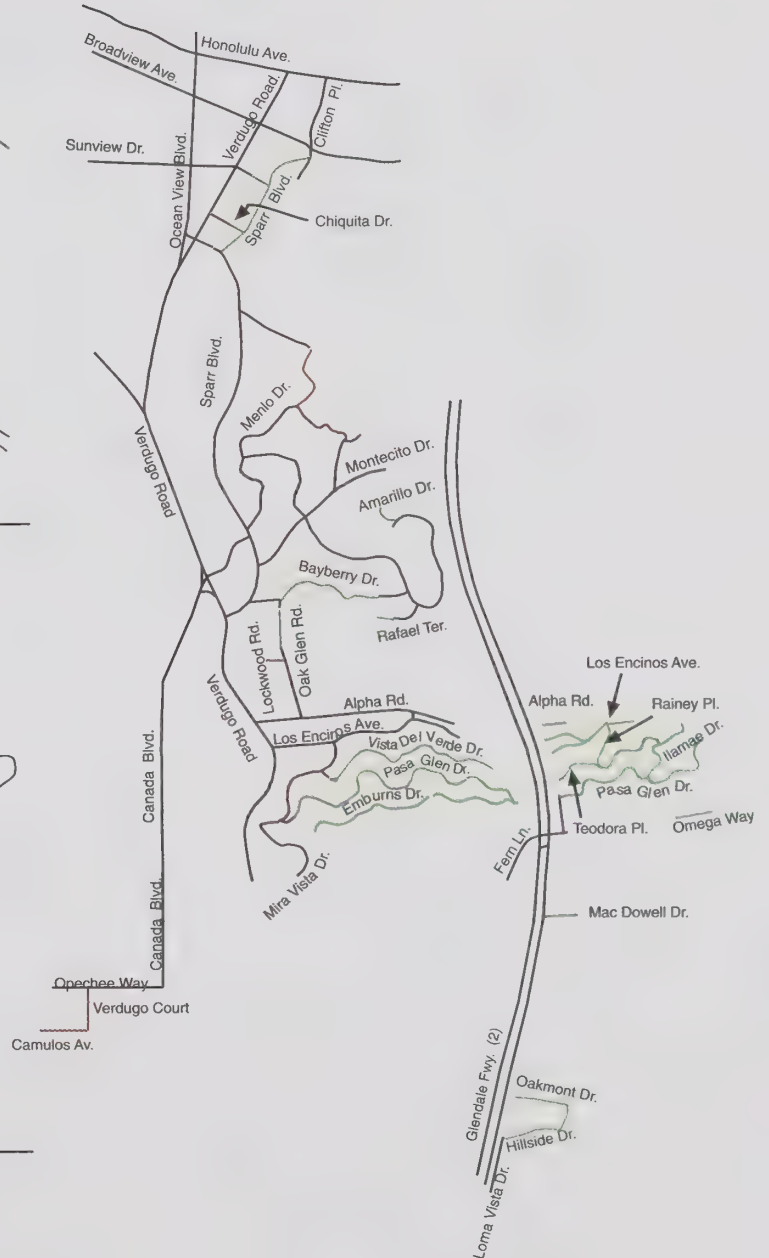 Honolulu Ave.
Broadview Ave.
Verdugo Road.
Clifton Pl.
Sunview Dr.
Ocean View Blvd.
Sparr Blvd.
Chiquita Dr.
Sparr Blvd.
Menlo Dr.
Verdugo Road
Montecito Dr.
Amarillo Dr.
Bayberry Dr.
Rafael Ter.
Lockwood Rd.
Oak Glen Rd.
Verdugo Road
Alpha Rd.
Los Encinos Ave.
Vista Del Verde Dr.
Pasa Glen Dr.
Emburns Dr.
Mira Vista Dr.
Los Encinos Ave.
Alpha Rd.
Rainey Pl.
Ilamae Dr.
Pasa Glen Dr.
Teodora Pl.
Omega Way
Fern Ln.
Canada Blvd.
Canada Blvd.
Mac Dowell Dr.
Opechee Way
Verdugo Court
Camulos Av.
Glendale Fwy. (2)
Oakmont Dr.
Hillside Dr.
Loma Vista Dr.